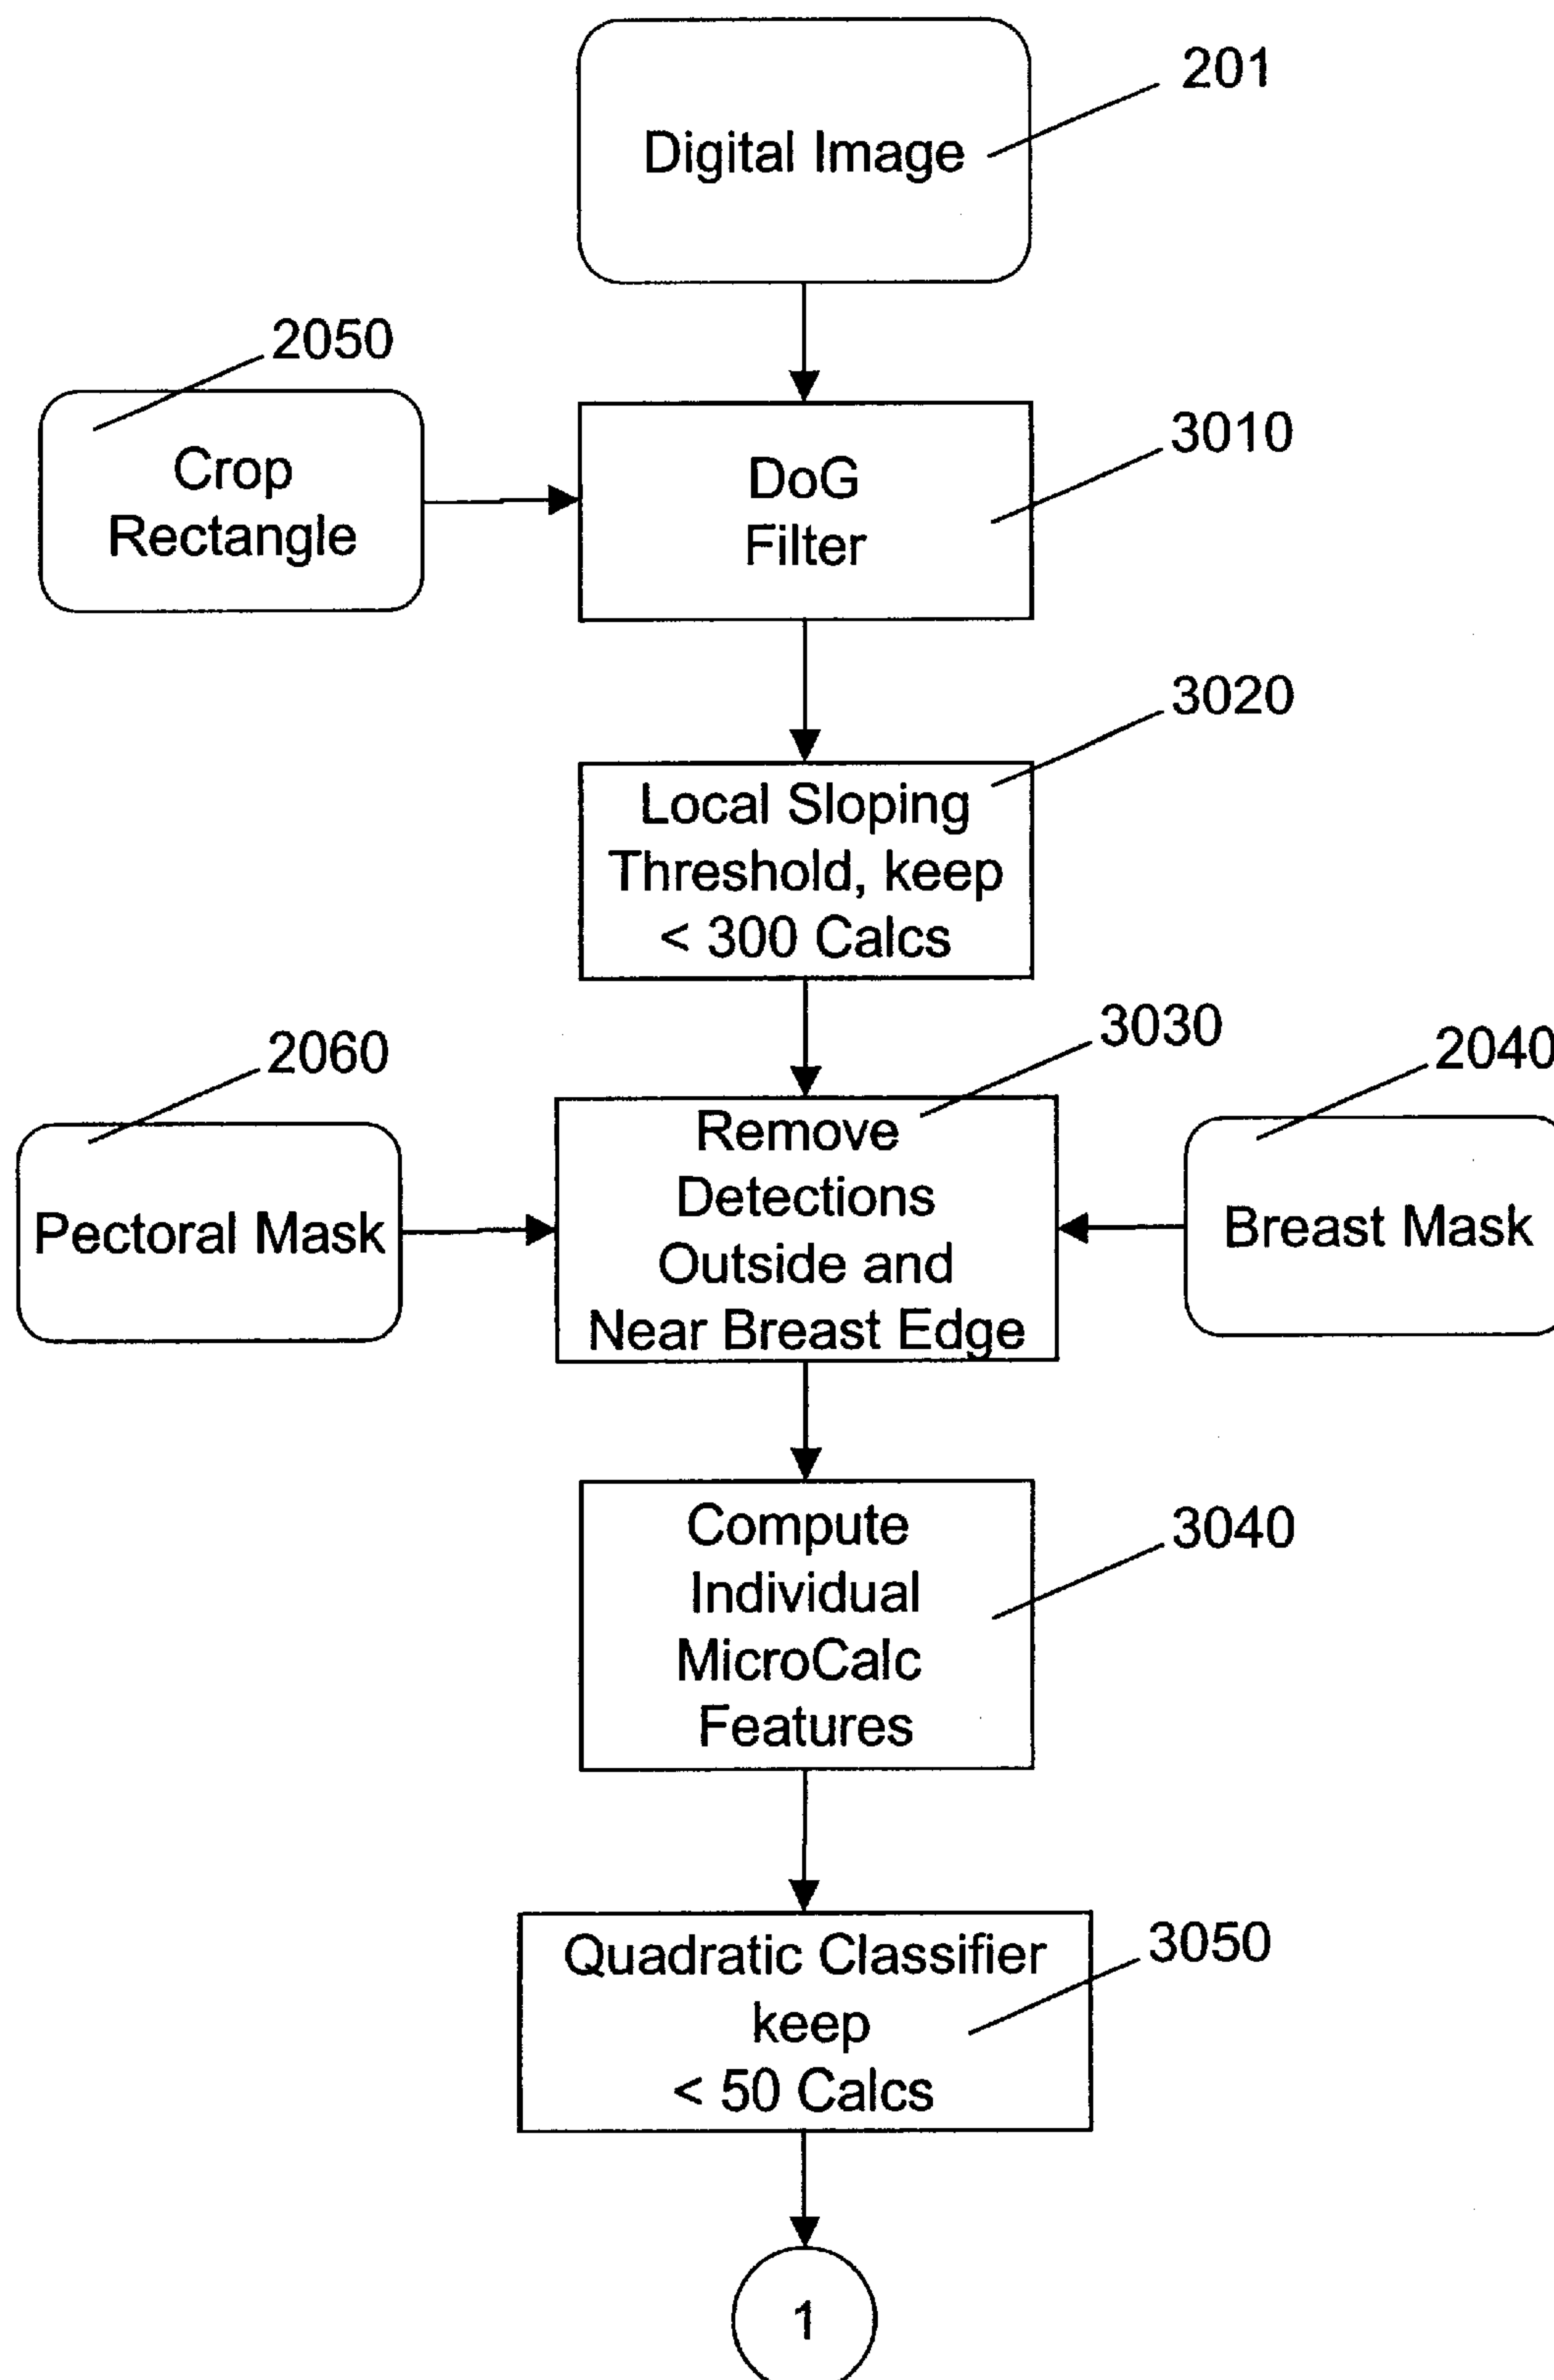 201
Digital Image
2050
Crop
Rectangle
3010
DoG
Filter
3020
Local Sloping
Threshold, keep
< 300 Calcs
2060
Pectoral Mask
3030
Remove
Detections
Outside and
Near Breast Edge
2040
Breast Mask
3040
Compute
Individual
MicroCalc
Features
3050
Quadratic Classifier
keep
< 50 Calcs
1